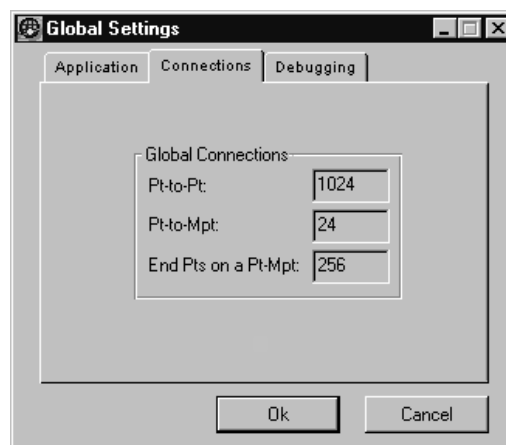 Global Settings
Application Connections Debugging
Global Connections
Pt-to-Pt: 1024
Pt-to-Mpt: 24
End Pts on a Pt-Mpt: 256
Ok Cancel